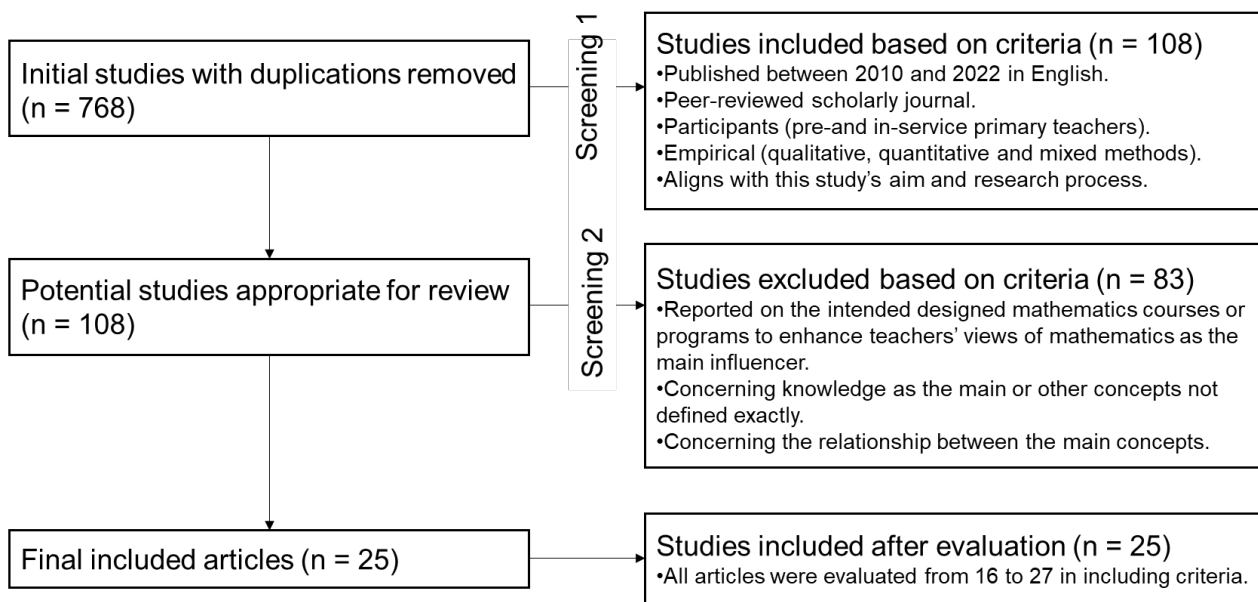 Initial studies with duplications removed
(n = 768)
Screening 1
Studies included based on criteria (n = 108)
•Published between 2010 and 2022 in English.
•Peer-reviewed scholarly journal.
•Participants (pre-and in-service primary teachers).
•Empirical (qualitative, quantitative and mixed methods).
•Aligns with this study's aim and research process.
Potential studies appropriate for review
(n = 108)
Screening 2
Studies excluded based on criteria (n = 83)
•Reported on the intended designed mathematics courses or
programs to enhance teachers' views of mathematics as the
main influencer.
•Concerning knowledge as the main or other concepts not
defined exactly.
•Concerning the relationship between the main concepts.
Final included articles (n = 25)
Studies included after evaluation (n = 25)
•All articles were evaluated from 16 to 27 in including criteria.